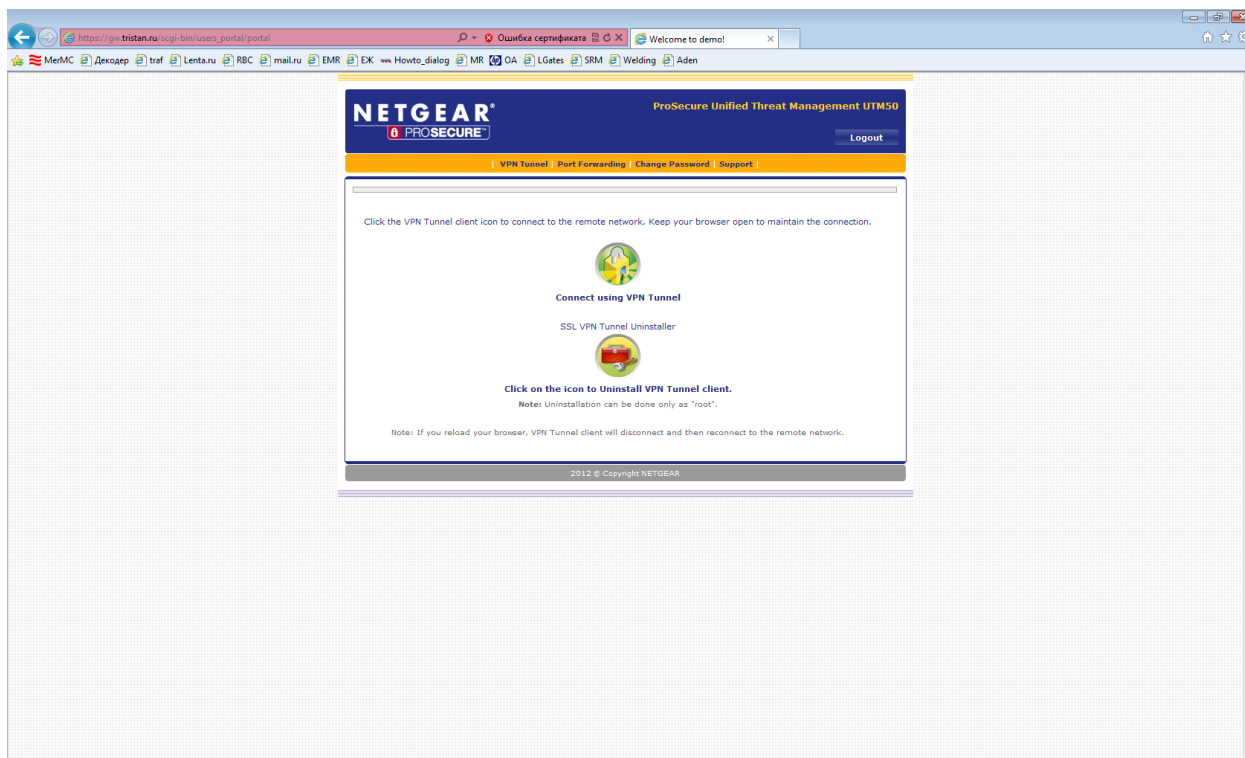 https://gw.tristan.ru/scgi-bin/users_portal/portal
Ошибка сертификата
Welcome to demo!
MerMC Декодер traf Lenta.ru RBC mail.ru EMR ЕЖ Howto_dialog MR OA LGates SRM Welding Aden
NETGEAR®
PROSECURE™
ProSecure Unified Threat Management UTM50
Logout
| VPN Tunnel | Port Forwarding | Change Password | Support |
Click the VPN Tunnel client icon to connect to the remote network. Keep your browser open to maintain the connection.
Connect using VPN Tunnel
SSL VPN Tunnel Uninstaller
Click on the icon to Uninstall VPN Tunnel client.
Note: Uninstallation can be done only as "root".
Note: If you reload your browser, VPN Tunnel client will disconnect and then reconnect to the remote network.
2012 © Copyright NETGEAR